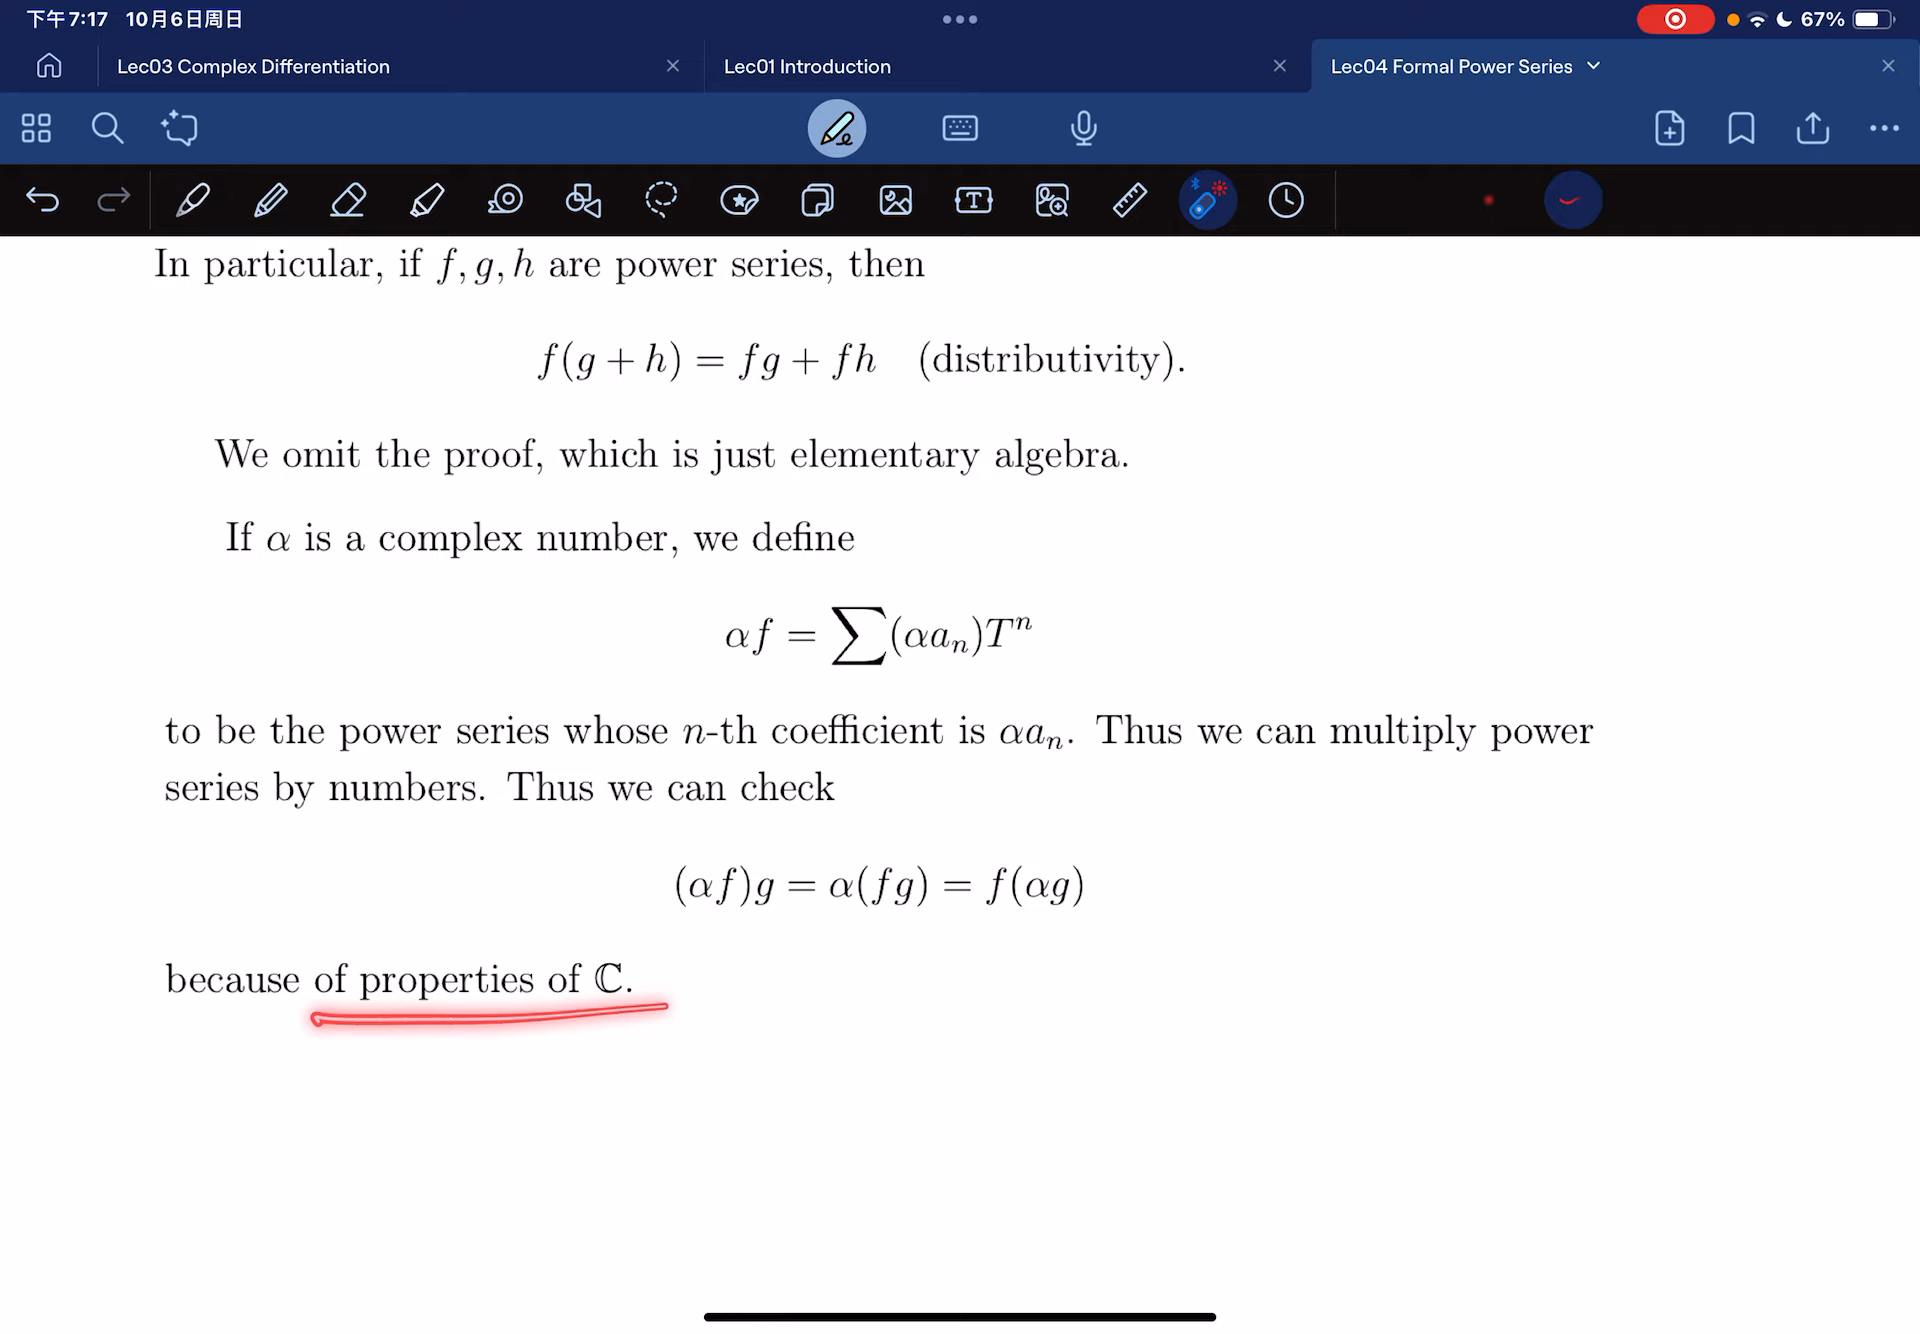 下午7:17 10月6日周日
67%
Lec03 Complex Differentiation
Lec01 Introduction
Lec04 Formal Power Series
In particular, if f, g, h are power series, then
f(g + h) = fg + fh (distributivity).
We omit the proof, which is just elementary algebra.
If α is a complex number, we define
αf = ∑(αaₙ)Tⁿ
to be the power series whose n-th coefficient is αaₙ. Thus we can multiply power
series by numbers. Thus we can check
(αf)g = α(fg) = f(αg)
because of properties of ℂ.